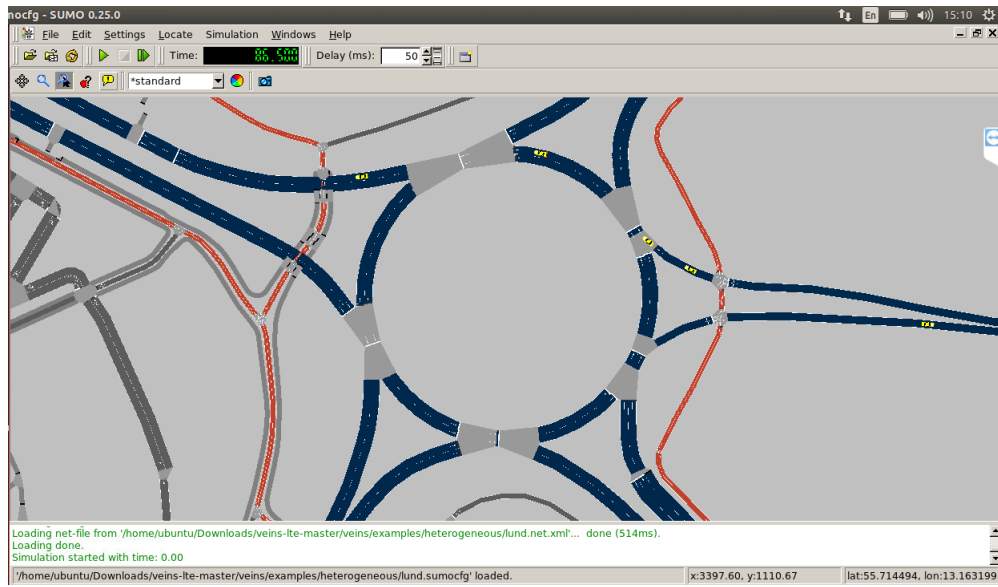 nocfg - SUMO 0.25.0
En
15:10
File Edit Settings Locate Simulation Windows Help
Time: 86.500 Delay (ms): 50
*standard
Loading net-file from '/home/ubuntu/Downloads/veins-lte-master/veins/examples/heterogeneous/lund.net.xml'... done (514ms).
Loading done.
Simulation started with time: 0.00
'/home/ubuntu/Downloads/veins-lte-master/veins/examples/heterogeneous/lund.sumocfg' loaded.
x:3397.60, y:1110.67
lat:55.714494, lon:13.163199